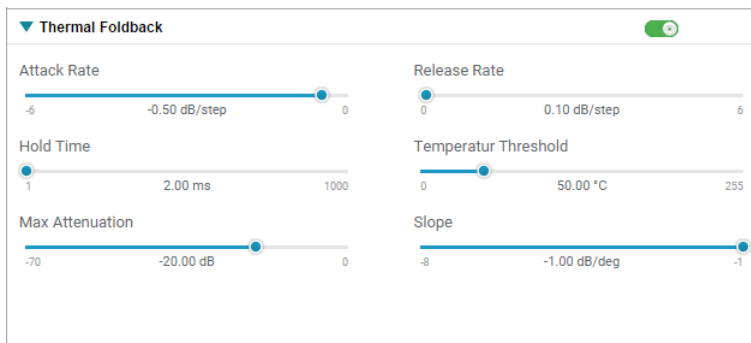 Thermal Foldback
Attack Rate
-6 -0.50 dB/step 0
Release Rate
0 0.10 dB/step 6
Hold Time
1 2.00 ms 1000
Temperatur Threshold
0 50.00 °C 255
Max Attenuation
-70 -20.00 dB 0
Slope
-8 -1.00 dB/deg -1